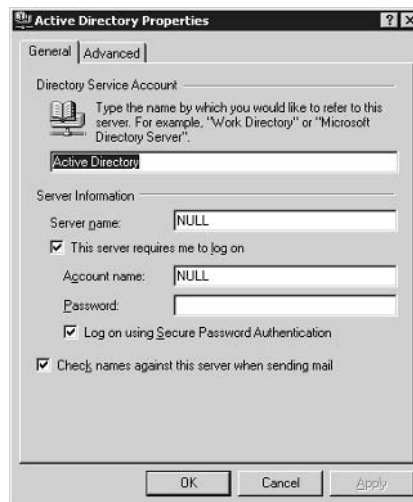 Active Directory Properties
General
Advanced
Directory Service Account
Type the name by which you would like to refer to this
server. For example, "Work Directory" or "Microsoft
Directory Server".
Active Directory
Server Information
Server name:
NULL
This server requires me to log on
Account name:
NULL
Password:
Log on using Secure Password Authentication
Check names against this server when sending mail
OK
Cancel
Apply